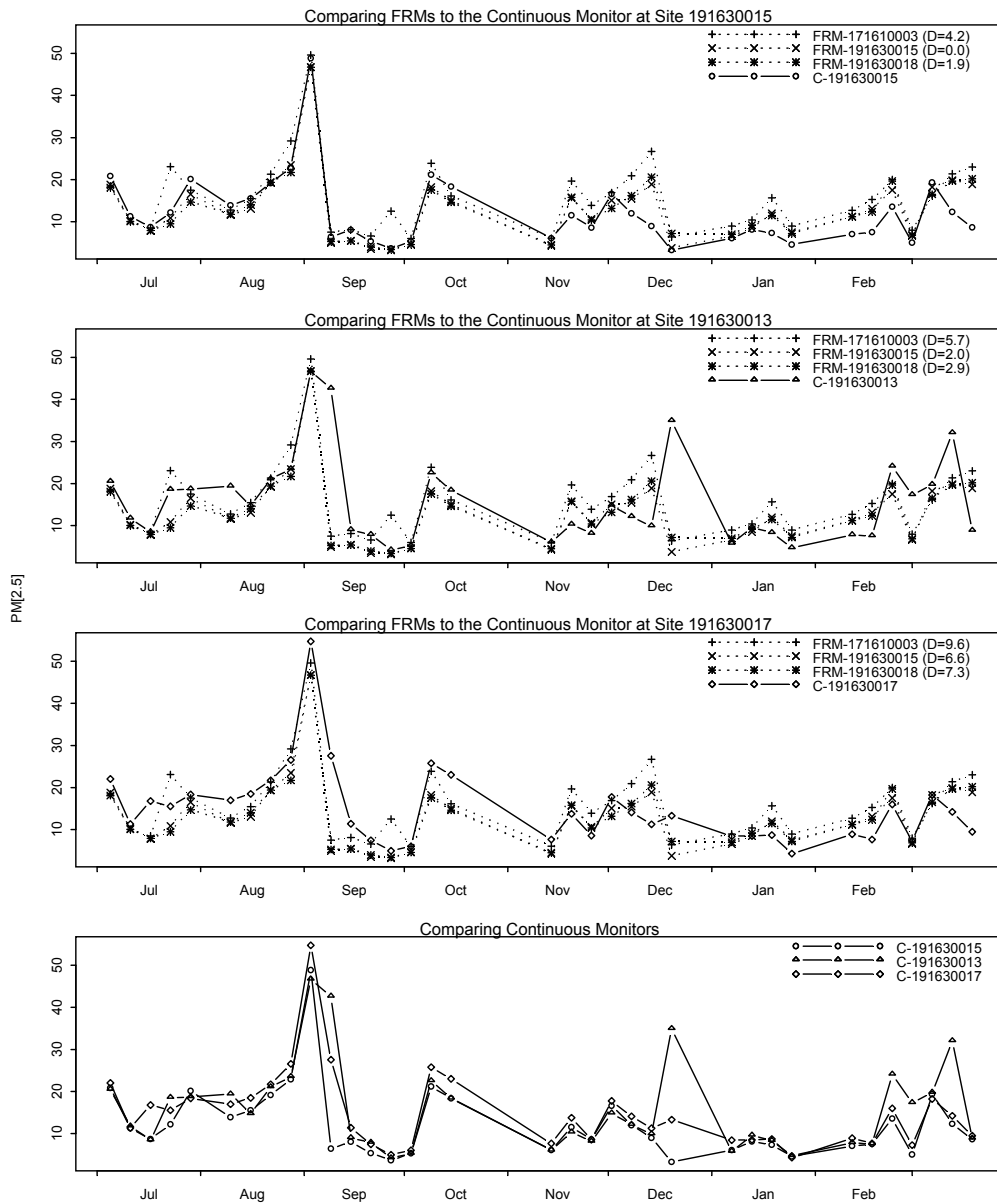 Comparing FRMs to the Continuous Monitor at Site 191630015
FRM-171610003 (D=4.2)
FRM-191630015 (D=0.0)
FRM-191630018 (D=1.9)
C-191630015
50
40
30
20
10
Jul Aug Sep Oct Nov Dec Jan Feb
Comparing FRMs to the Continuous Monitor at Site 191630013
FRM-171610003 (D=5.7)
FRM-191630015 (D=2.0)
FRM-191630018 (D=2.9)
C-191630013
50
40
30
20
10
Jul Aug Sep Oct Nov Dec Jan Feb
PM[2.5]
Comparing FRMs to the Continuous Monitor at Site 191630017
FRM-171610003 (D=9.6)
FRM-191630015 (D=6.6)
FRM-191630018 (D=7.3)
C-191630017
50
40
30
20
10
Jul Aug Sep Oct Nov Dec Jan Feb
Comparing Continuous Monitors
C-191630015
C-191630013
C-191630017
50
40
30
20
10
Jul Aug Sep Oct Nov Dec Jan Feb